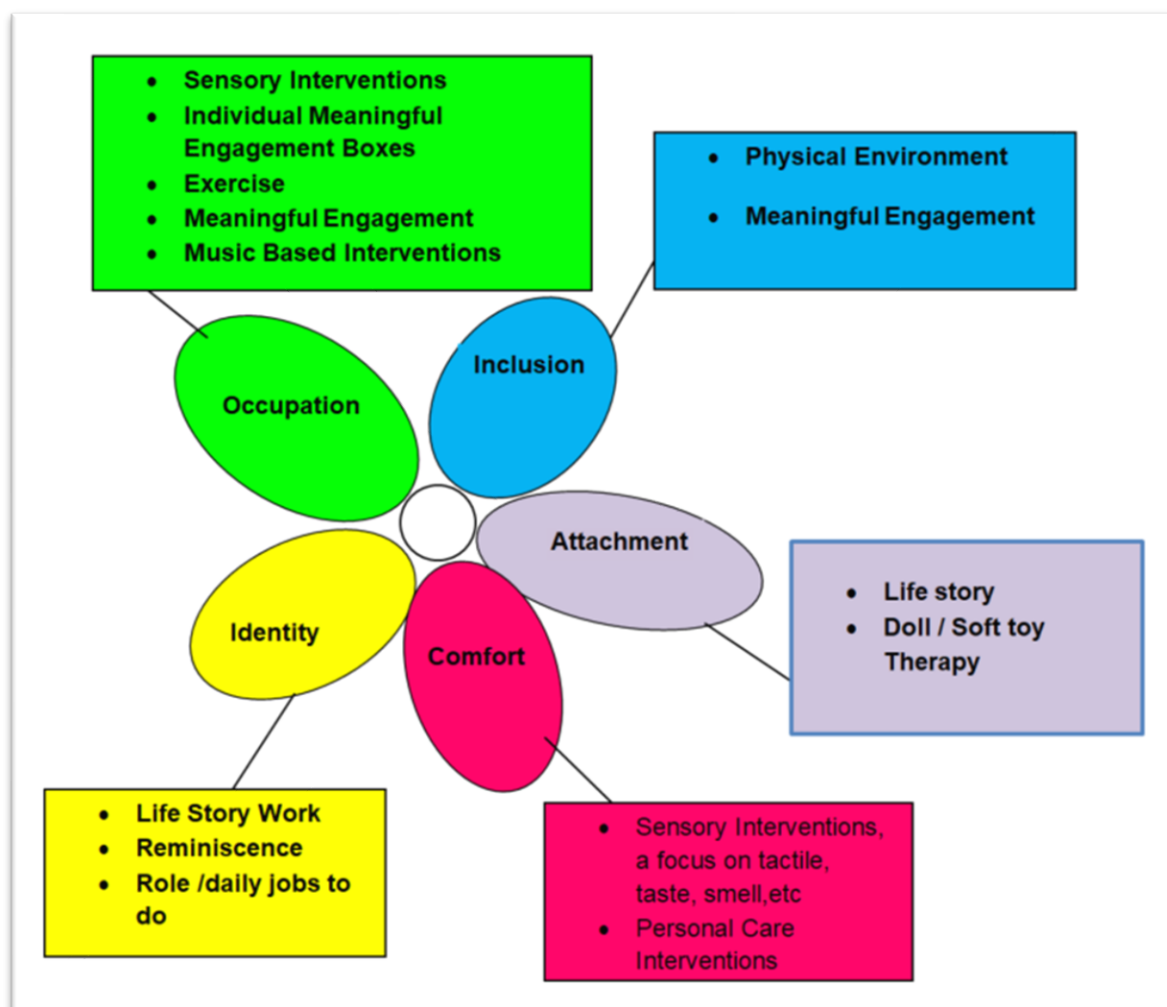 • Sensory Interventions
• Individual Meaningful
Engagement Boxes
• Exercise
• Meaningful Engagement
• Music Based Interventions
• Physical Environment
• Meaningful Engagement
Occupation
Inclusion
Attachment
Identity
Comfort
• Life story
• Doll / Soft toy
Therapy
• Life Story Work
• Reminiscence
• Role /daily jobs to
do
• Sensory Interventions,
a focus on tactile,
taste, smell,etc
• Personal Care
Interventions